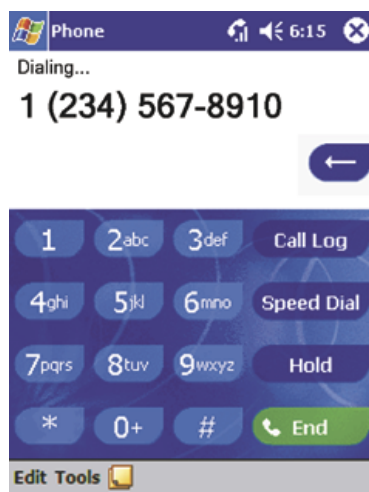 Phone 6:15
Dialing...
1 (234) 567-8910
1 2abc 3def Call Log
4ghi 5jkl 6mno Speed Dial
7pqrs 8tuv 9wxyz Hold
* 0+ # End
Edit Tools